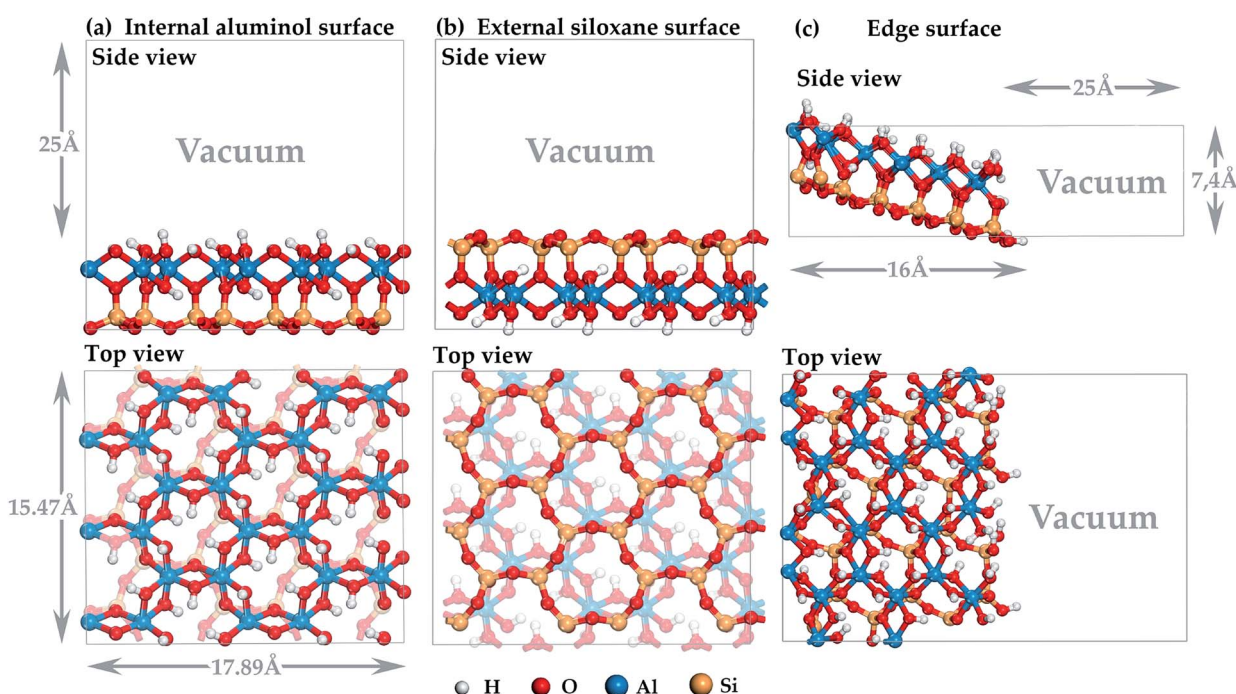 (a) Internal aluminol surface
Side view
25Å
Vacuum
Top view
15.47Å
17.89Å
(b) External siloxane surface
Side view
Vacuum
Top view
(c) Edge surface
Side view
25Å
Vacuum
7,4Å
16Å
Top view
Vacuum
H O Al Si